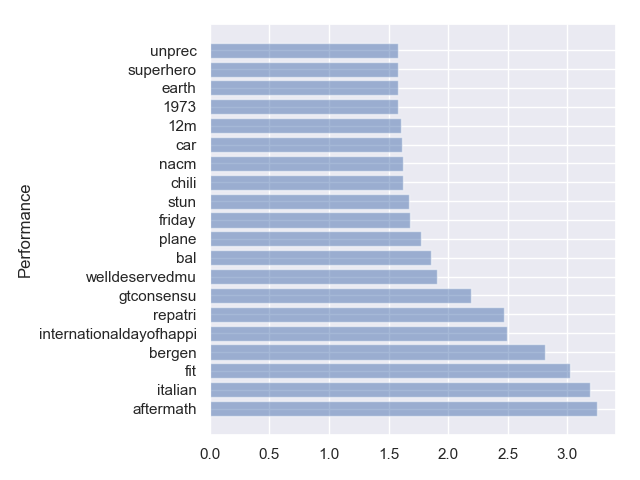 unprec
superhero
earth
1973
12m
car
nacm
chili
stun
friday
plane
bal
welldeservedmu
gtconsensu
repatri
internationaldayofhappi
bergen
fit
italian
aftermath
Performance
0.0 0.5 1.0 1.5 2.0 2.5 3.0